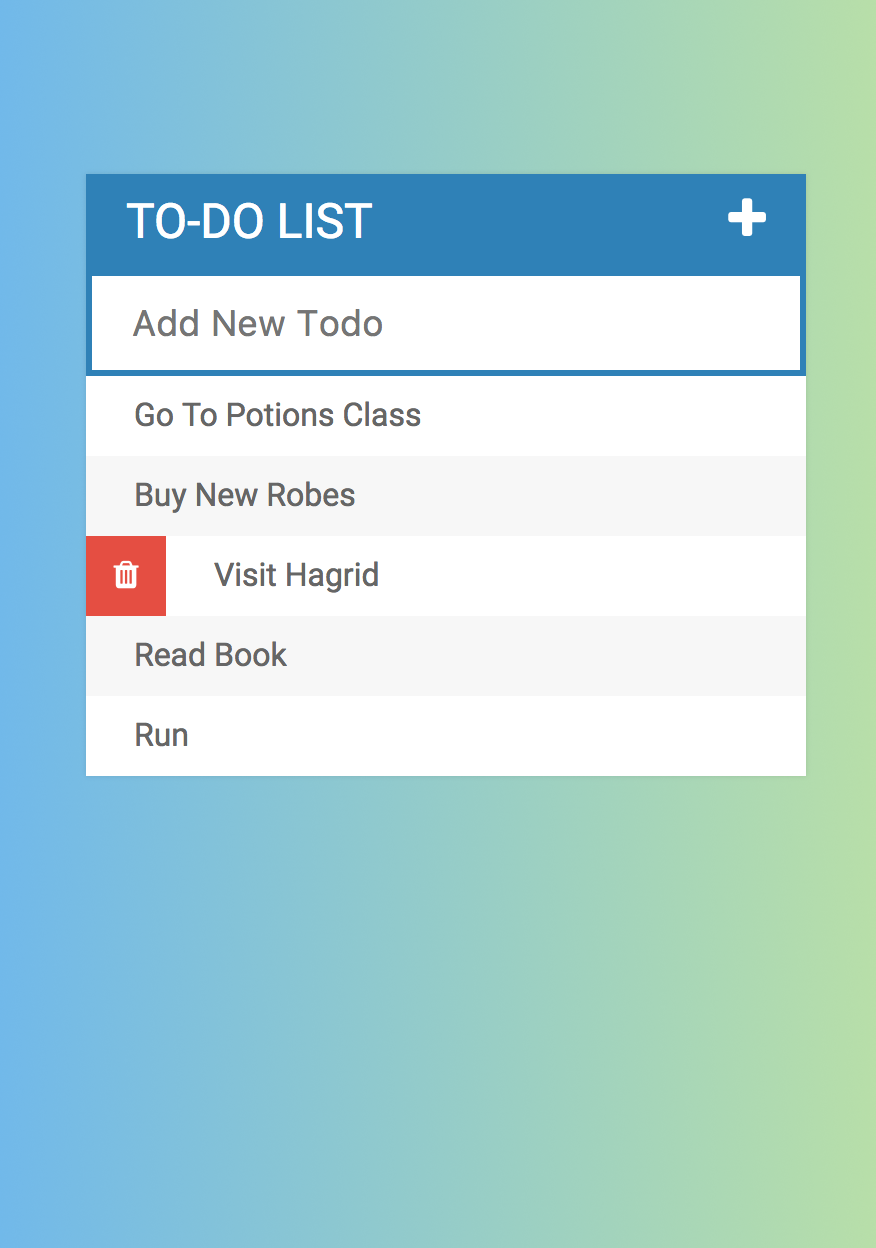 TO-DO LIST
Add New Todo
Go To Potions Class
Buy New Robes
Visit Hagrid
Read Book
Run